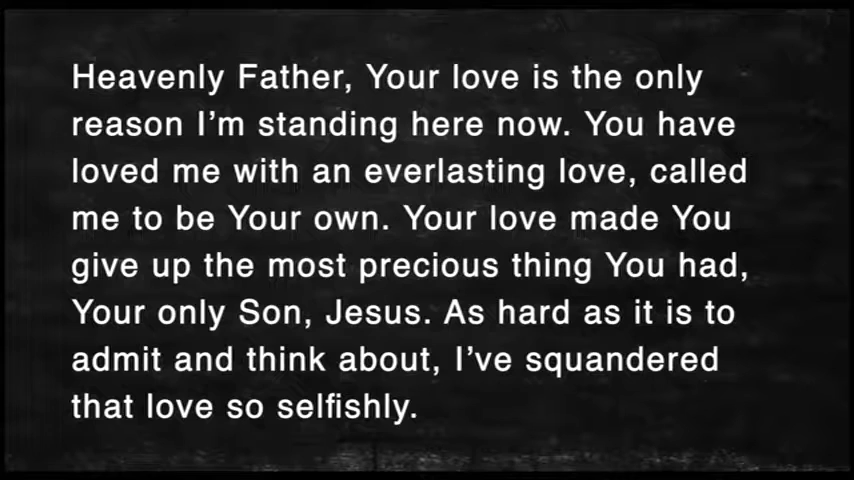 Heavenly Father, Your love is the only
reason I’m standing here now. You have
loved me with an everlasting love, called
me to be Your own. Your love made You
give up the most precious thing You had,
Your only Son, Jesus. As hard as it is to
admit and think about, I’ve squandered
that love so selfishly.